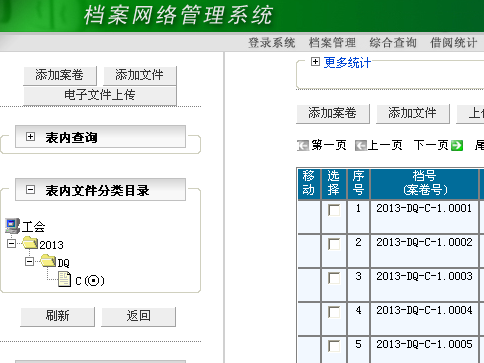 档案网络管理系统
登录系统 档案管理 综合查询 借阅统计
添加案卷 添加文件
电子文件上传
表内查询
表内文件分类目录
工会
2013
DQ
C(⊙)
刷新 返回
更多统计
添加案卷 添加文件 上
第一页 上一页 下一页 尾
移动 选择 序号 档号(案卷号)
1 2013-DQ-C-1.0001
2 2013-DQ-C-1.0002
3 2013-DQ-C-1.0003
4 2013-DQ-C-1.0004
5 2013-DQ-C-1.0005